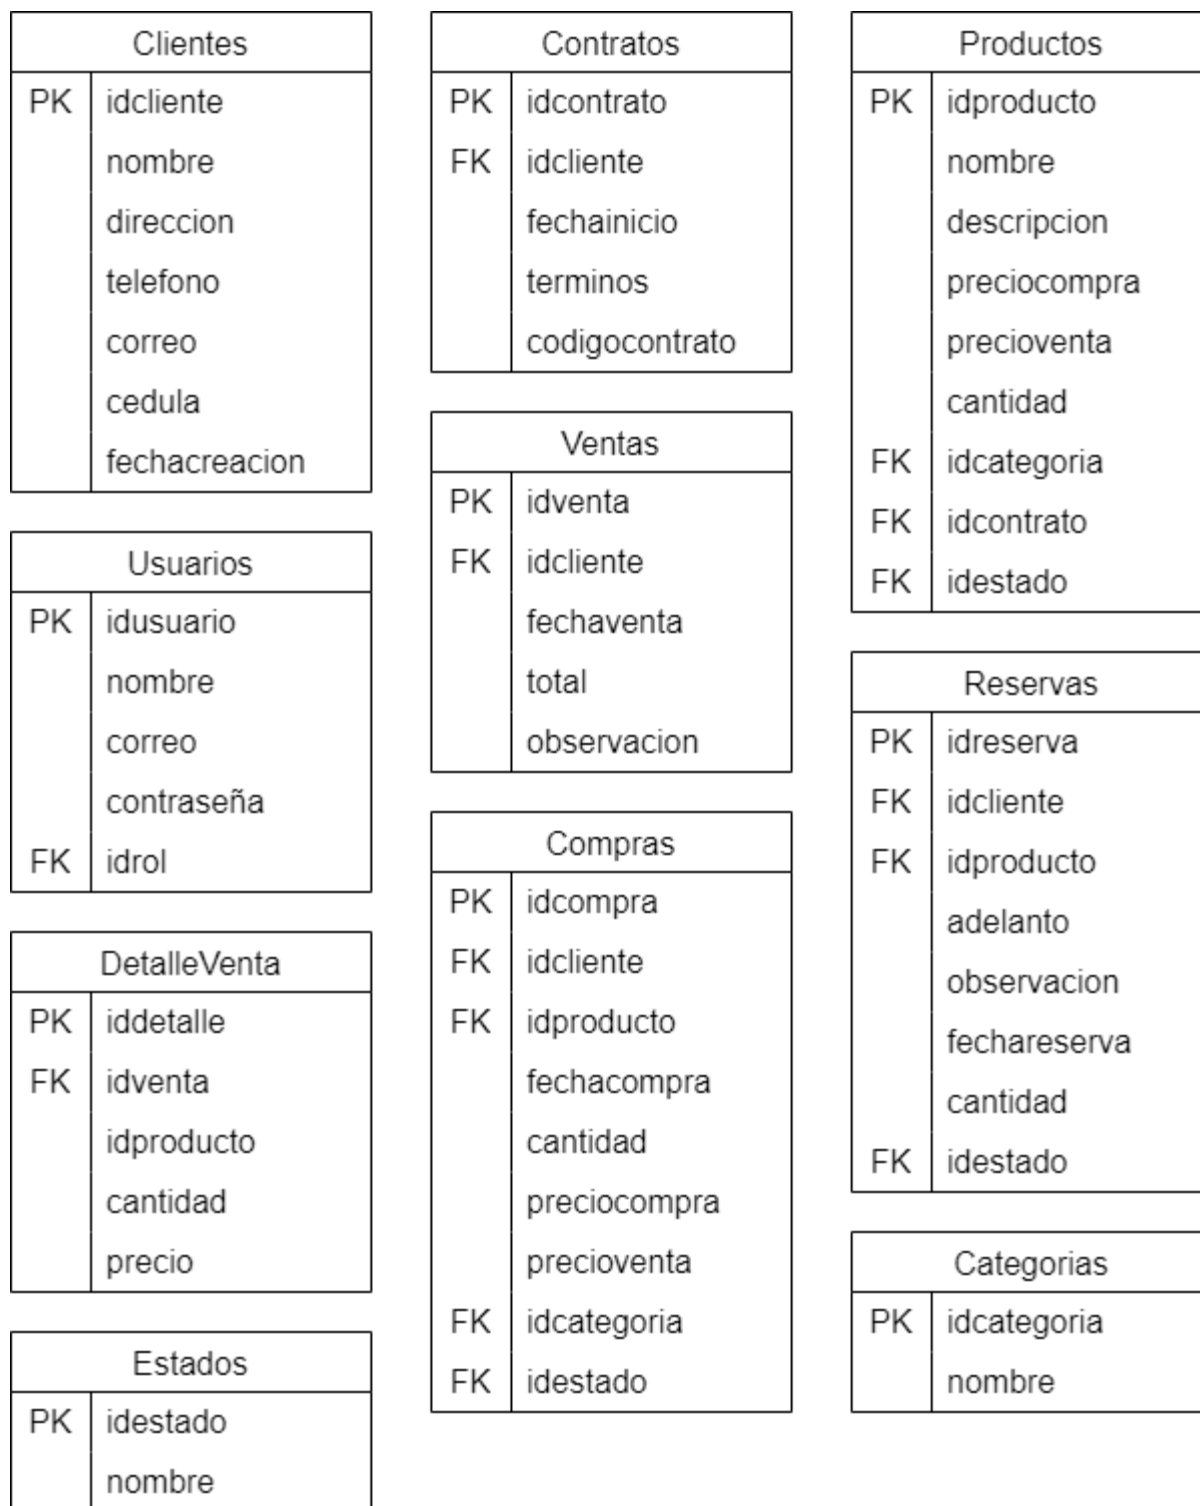 Clientes
PK idcliente
nombre
direccion
telefono
correo
cedula
fechacreacion
Usuarios
PK idusuario
nombre
correo
contraseña
FK idrol
DetalleVenta
PK iddetalle
FK idventa
idproducto
cantidad
precio
Estados
PK idestado
nombre
Contratos
PK idcontrato
FK idcliente
fechainicio
terminos
codigocontrato
Ventas
PK idventa
FK idcliente
fechaventa
total
observacion
Compras
PK idcompra
FK idcliente
FK idproducto
fechacompra
cantidad
preciocompra
precioventa
FK idcategoria
FK idestado
Productos
PK idproducto
nombre
descripcion
preciocompra
precioventa
cantidad
FK idcategoria
FK idcontrato
FK idestado
Reservas
PK idreserva
FK idcliente
FK idproducto
adelanto
observacion
fechareserva
cantidad
FK idestado
Categorias
PK idcategoria
nombre